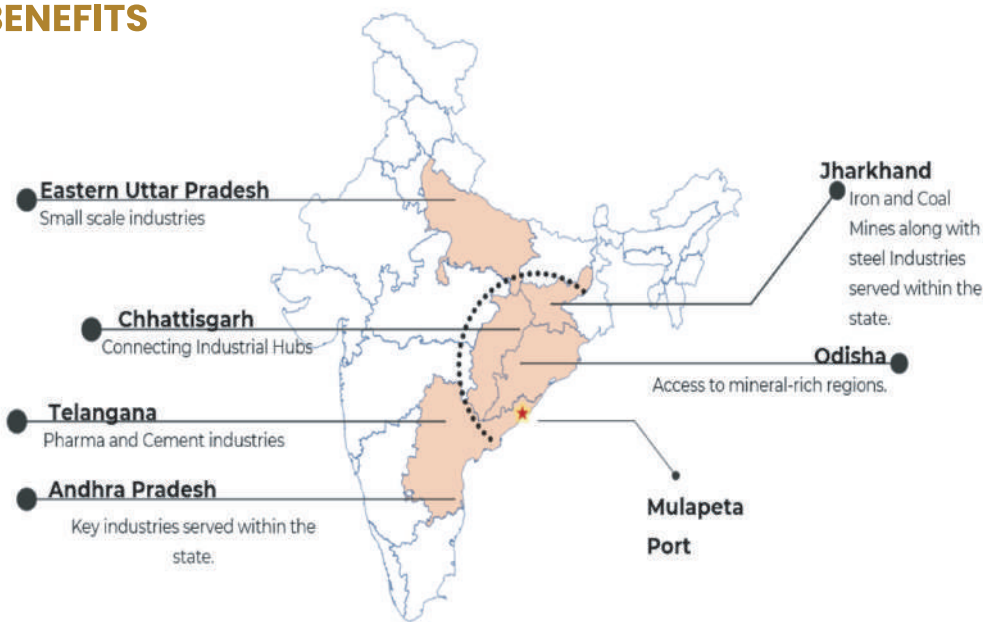 BENEFITS
Eastern Uttar Pradesh
Small scale industries
Chhattisgarh
Connecting Industrial Hubs
Telangana
Pharma and Cement industries
Andhra Pradesh
Key industries served within the
state.
Jharkhand
Iron and Coal
Mines along with
steel Industries
served within the
state.
Odisha
Access to mineral-rich regions.
Mulapeta
Port